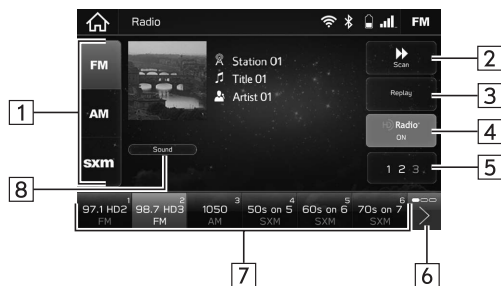 Radio FM
FM
AM
sxm
Station 01
Title 01
Artist 01
Sound
Scan
Replay
HD Radio
ON
1 2 3.
1 2 3 4 5 6
97.1 HD2 98.7 HD3 1050 50s on 5 60s on 6 70s on 7
FM FM AM SXM SXM SXM
1
2
3
4
5
8
7
6